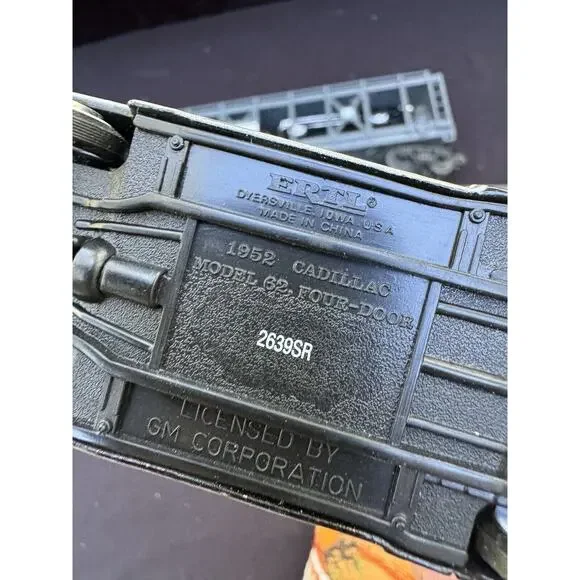 ERTL®
DYERSVILLE, IOWA U.S.A.
MADE IN CHINA
1952 CADILLAC
MODEL 62, FOUR-DOOR
2639SR
LICENSED BY
GM CORPORATION